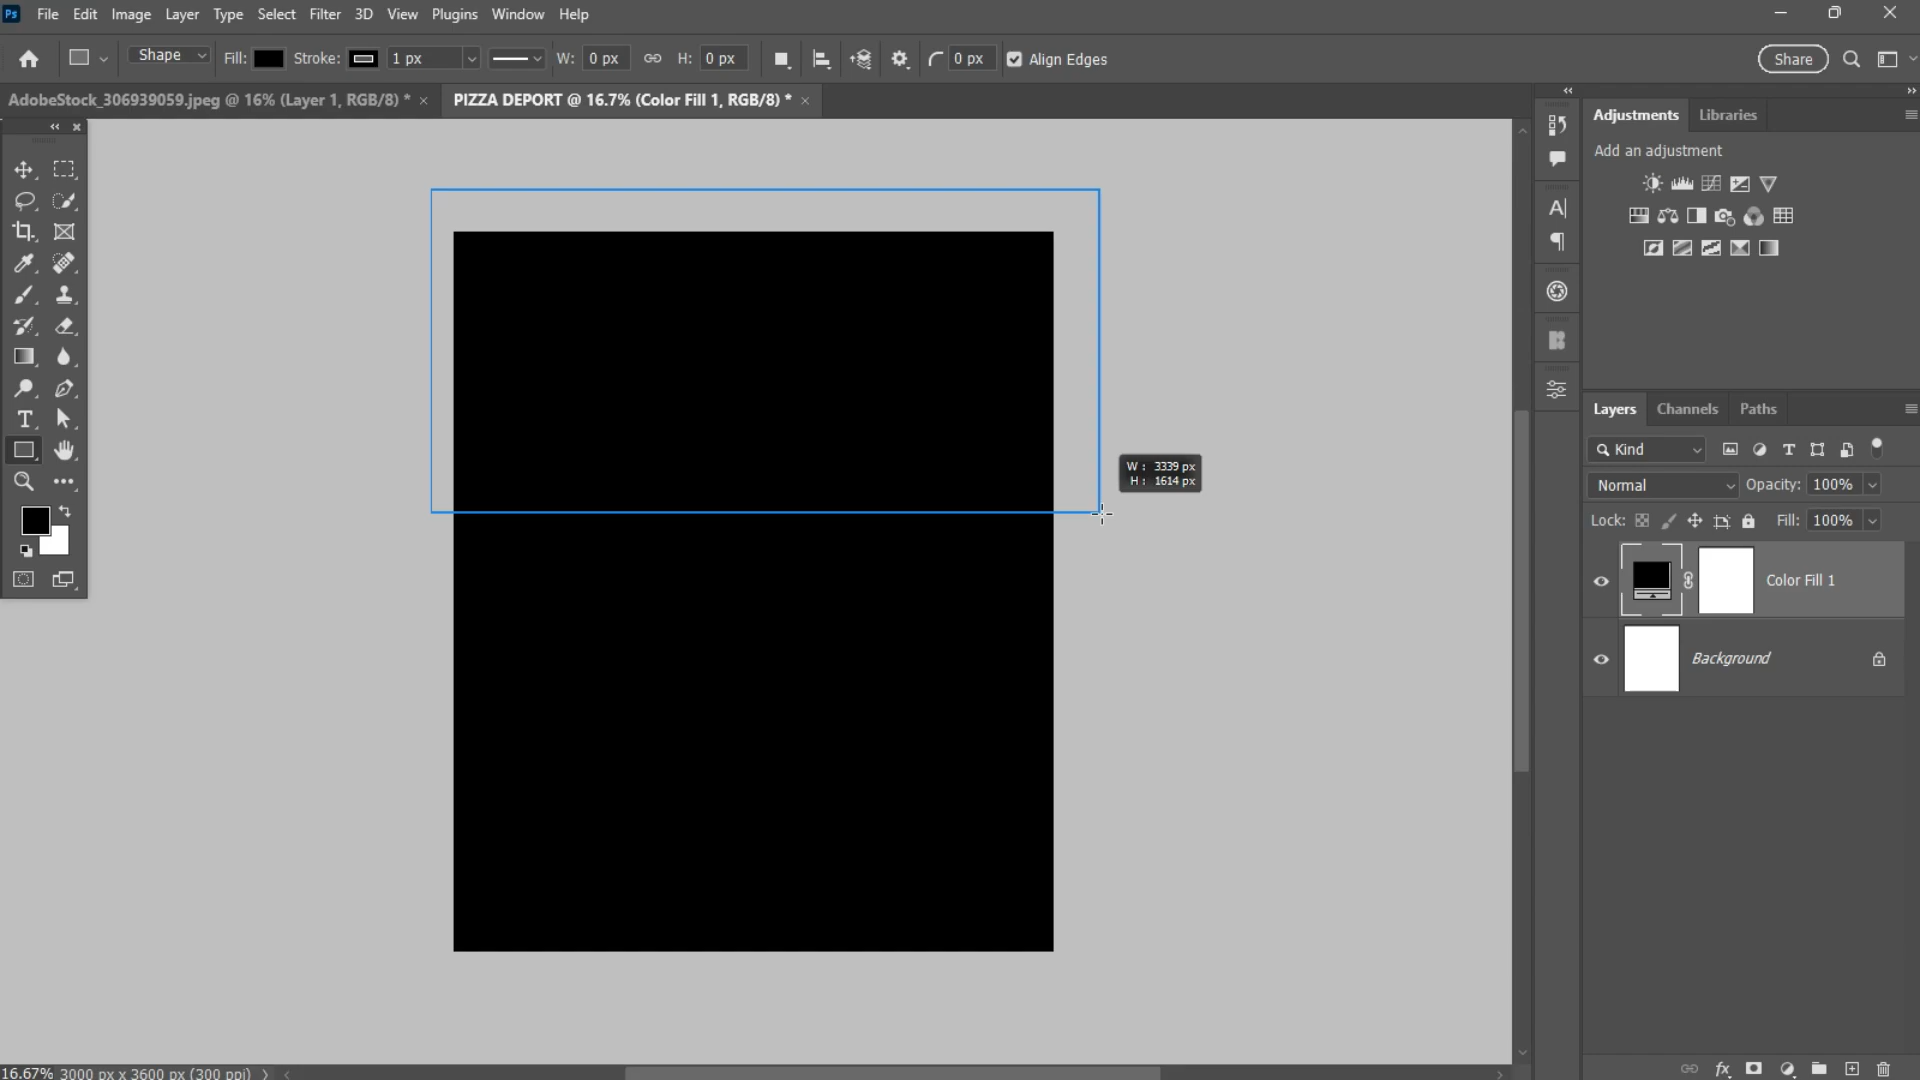 Ps File Edit Image Layer Type Select Filter 3D View Plugins Window Help
Shape Fill: Stroke: 1 px W: 0 px H: 0 px 0 px Align Edges Share
AdobeStock_306939059.jpeg @ 16% (Layer 1, RGB/8) * PIZZA DEPORT @ 16.7% (Color Fill 1, RGB/8) *
Adjustments Libraries
Add an adjustment
W : 3339 px
H : 1614 px
Layers Channels Paths
Kind
Normal Opacity: 100%
Lock: Fill: 100%
Color Fill 1
Background
16.67% 3000 px x 3600 px (300 ppi)